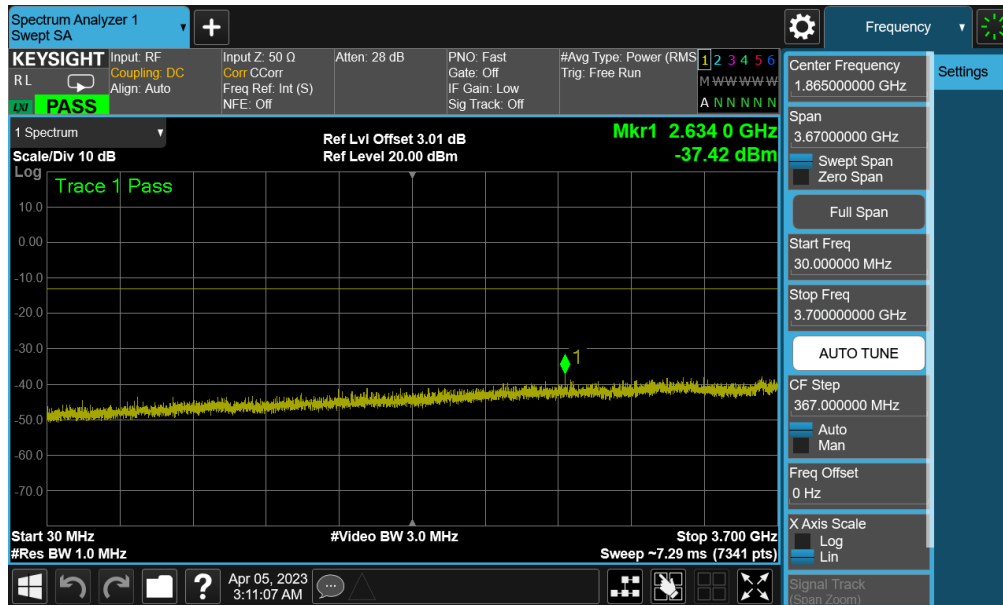 Spectrum Analyzer 1
Swept SA
+
Frequency
KEYSIGHT
R L
LXI PASS
Input: RF
Coupling: DC
Align: Auto
Input Z: 50 Ω
Corr CCorr
Freq Ref: Int (S)
NFE: Off
Atten: 28 dB
PNO: Fast
Gate: Off
IF Gain: Low
Sig Track: Off
#Avg Type: Power (RMS
Trig: Free Run
1 2 3 4 5 6
M W W W W W
A N N N N N
1 Spectrum
Scale/Div 10 dB
Ref Lvl Offset 3.01 dB
Ref Level 20.00 dBm
Mkr1 2.634 0 GHz
-37.42 dBm
Log
Trace 1 Pass
10.0
0.00
-10.0
-20.0
-30.0
-40.0
-50.0
-60.0
-70.0
1
Start 30 MHz
#Res BW 1.0 MHz
#Video BW 3.0 MHz
Stop 3.700 GHz
Sweep ~7.29 ms (7341 pts)
?
Apr 05, 2023
3:11:07 AM
Center Frequency
1.865000000 GHz
Span
3.67000000 GHz
Swept Span
Zero Span
Full Span
Start Freq
30.000000 MHz
Stop Freq
3.700000000 GHz
AUTO TUNE
CF Step
367.000000 MHz
Auto
Man
Freq Offset
0 Hz
X Axis Scale
Log
Lin
Signal Track
(Span Zoom)
Settings